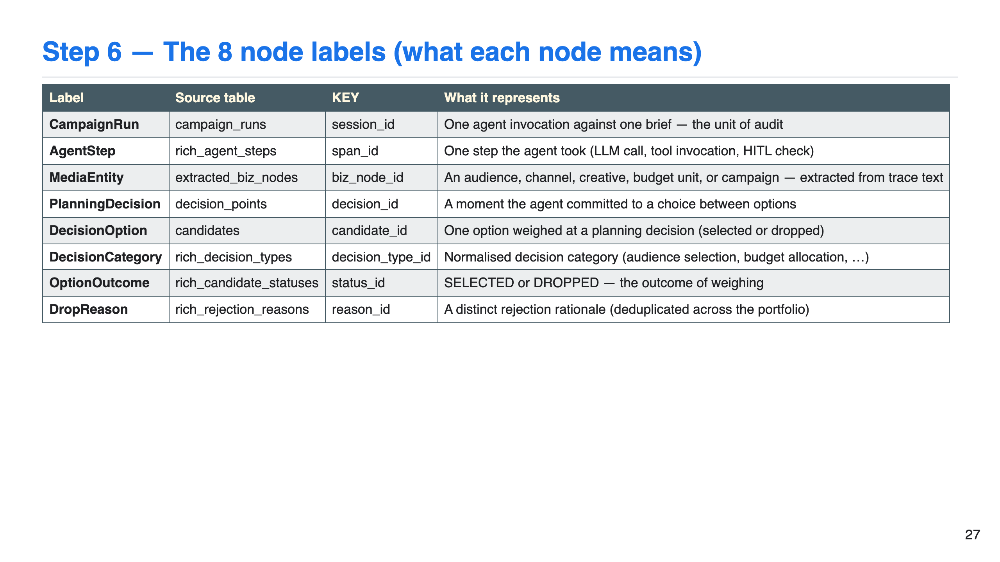 Step 6 — The 8 node labels (what each node means)
Label Source table KEY What it represents
CampaignRun campaign_runs session_id One agent invocation against one brief — the unit of audit
AgentStep rich_agent_steps span_id One step the agent took (LLM call, tool invocation, HITL check)
MediaEntity extracted_biz_nodes biz_node_id An audience, channel, creative, budget unit, or campaign — extracted from trace text
PlanningDecision decision_points decision_id A moment the agent committed to a choice between options
DecisionOption candidates candidate_id One option weighed at a planning decision (selected or dropped)
DecisionCategory rich_decision_types decision_type_id Normalised decision category (audience selection, budget allocation, …)
OptionOutcome rich_candidate_statuses status_id SELECTED or DROPPED — the outcome of weighing
DropReason rich_rejection_reasons reason_id A distinct rejection rationale (deduplicated across the portfolio)
27